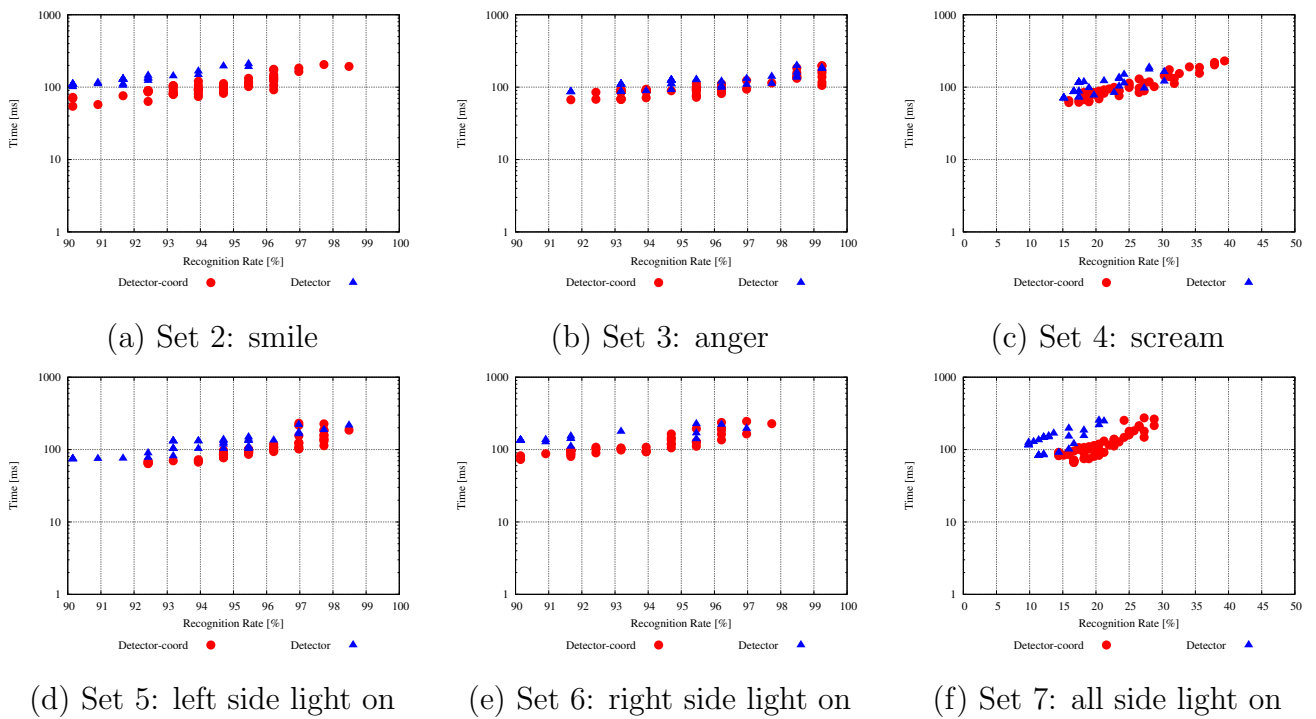 1000
100
10
1
Time [ms]
90 91 92 93 94 95 96 97 98 99 100
Recognition Rate [%]
Detector-coord Detector
(a) Set 2: smile
1000
100
10
1
Time [ms]
90 91 92 93 94 95 96 97 98 99 100
Recognition Rate [%]
Detector-coord Detector
(b) Set 3: anger
1000
100
10
1
Time [ms]
0 5 10 15 20 25 30 35 40 45 50
Recognition Rate [%]
Detector-coord Detector
(c) Set 4: scream
1000
100
10
1
Time [ms]
90 91 92 93 94 95 96 97 98 99 100
Recognition Rate [%]
Detector-coord Detector
(d) Set 5: left side light on
1000
100
10
1
Time [ms]
90 91 92 93 94 95 96 97 98 99 100
Recognition Rate [%]
Detector-coord Detector
(e) Set 6: right side light on
1000
100
10
1
Time [ms]
0 5 10 15 20 25 30 35 40 45 50
Recognition Rate [%]
Detector-coord Detector
(f) Set 7: all side light on